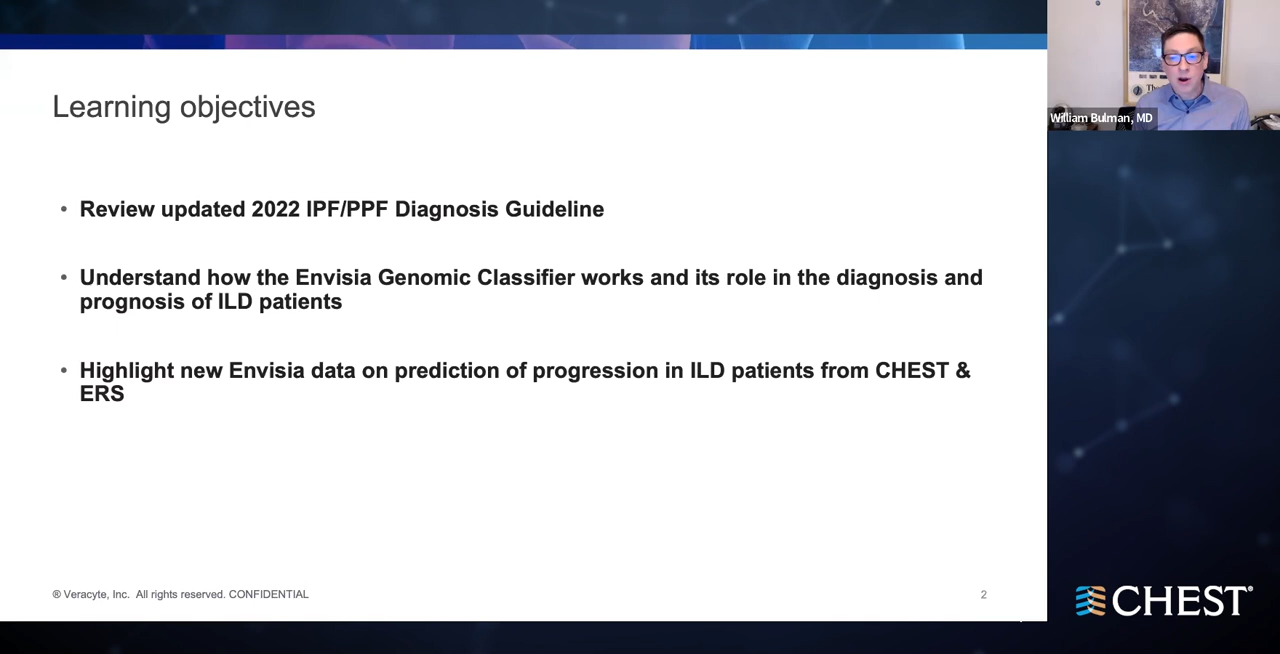 Learning objectives
• Review updated 2022 IPF/PPF Diagnosis Guideline
• Understand how the Envisia Genomic Classifier works and its role in the diagnosis and
prognosis of ILD patients
• Highlight new Envisia data on prediction of progression in ILD patients from CHEST &
ERS
® Veracyte, Inc. All rights reserved. CONFIDENTIAL
2
William Bulman, MD
CHEST®